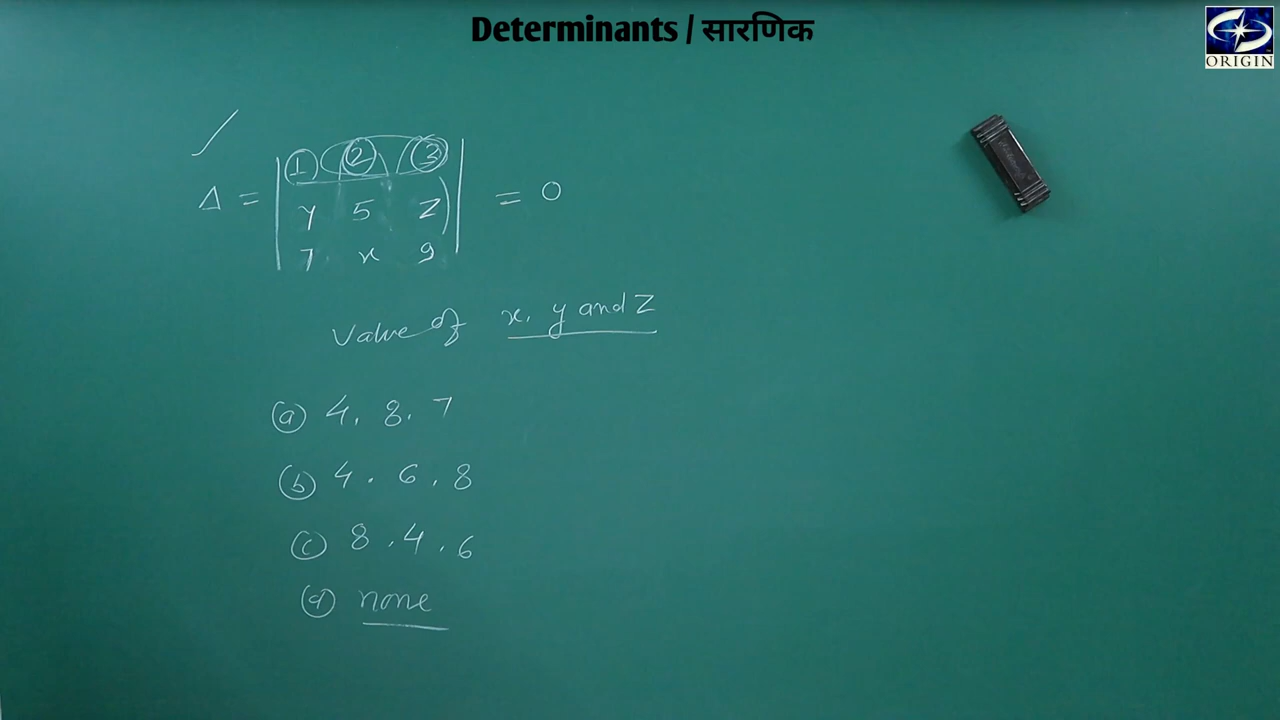 Determinants / सारणिक
ORIGIN
1 2 3
Δ = y 5 z = 0
7 x 9
Value of x, y and z
(a) 4, 8, 7
(b) 4, 6, 8
(c) 8, 4, 6
(d) none